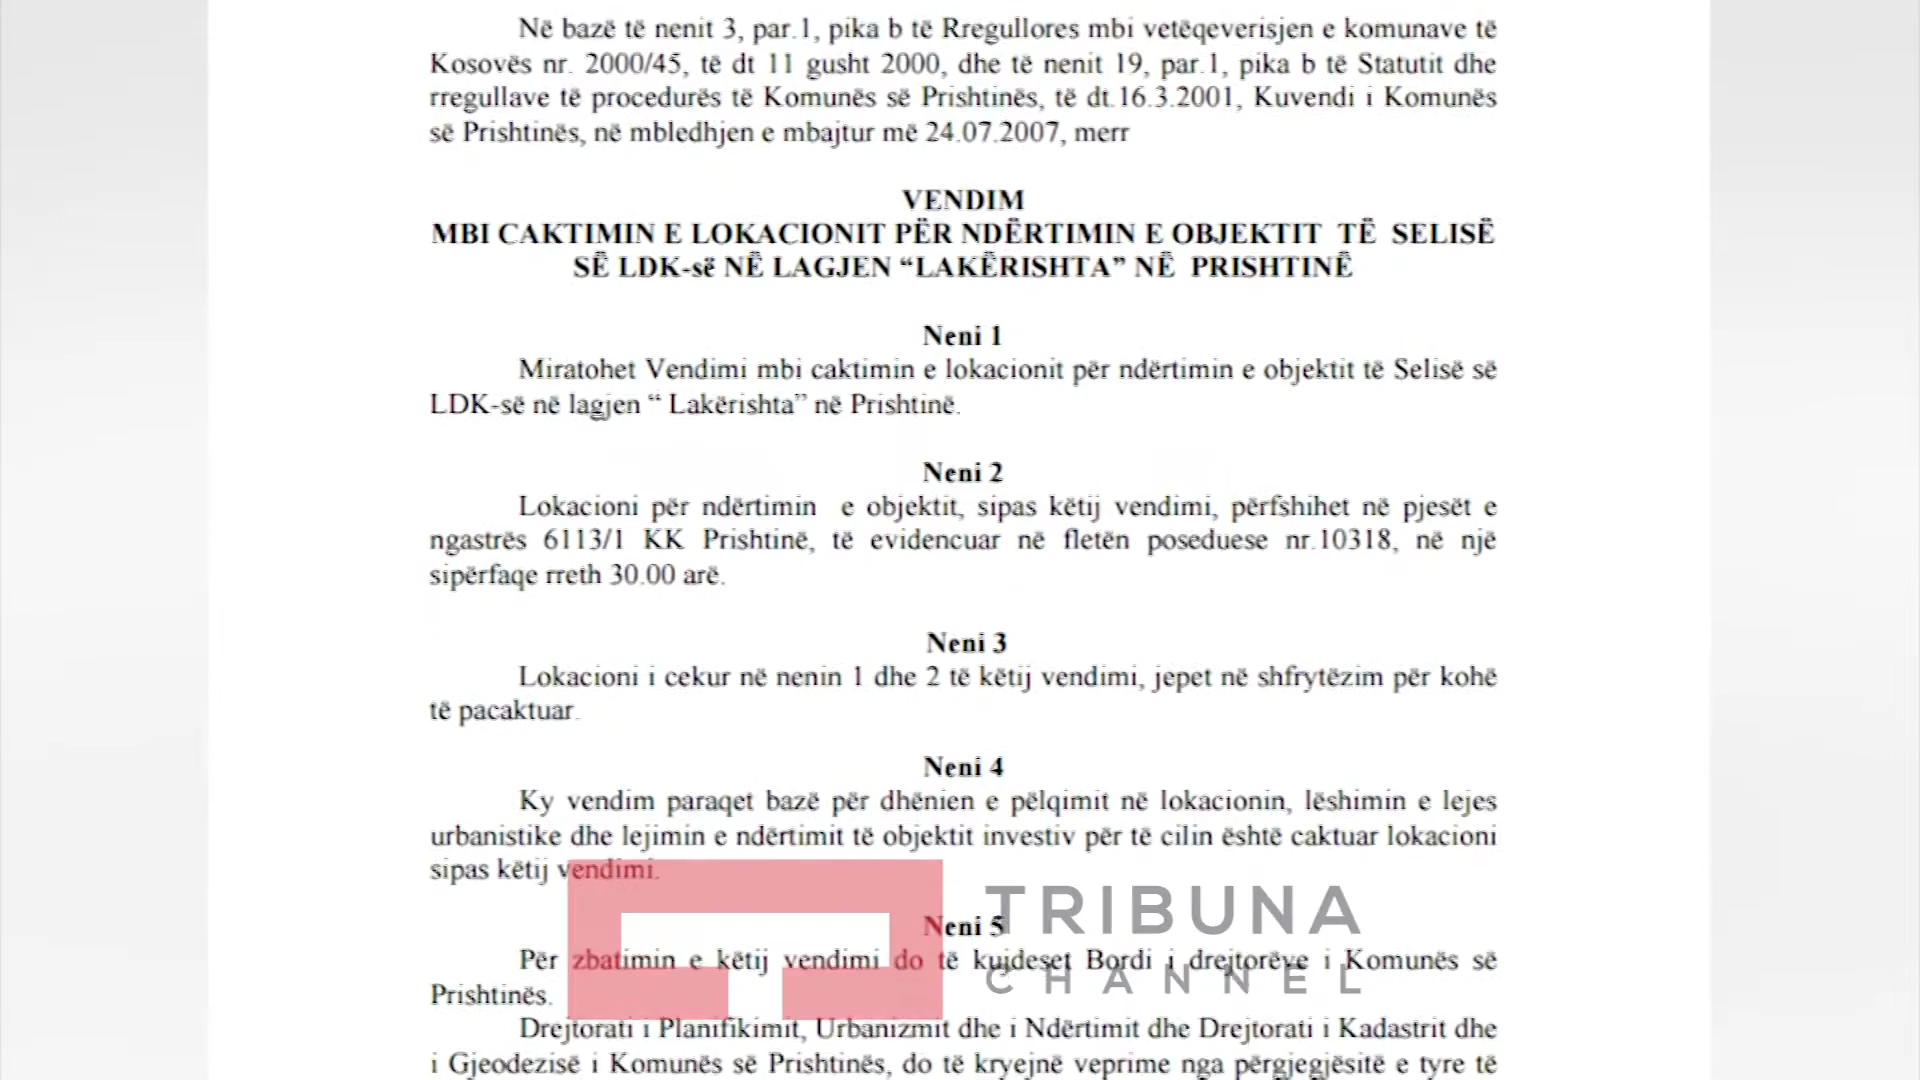 Në bazë të nenit 3, par.1, pika b të Rregullores mbi vetëqeverisjen e komunave të
Kosovës nr. 2000/45, të dt 11 gusht 2000, dhe të nenit 19, par.1, pika b të Statutit dhe
rregullave të procedurës të Komunës së Prishtinës, të dt.16.3.2001, Kuvendi i Komunës
së Prishtinës, në mbledhjen e mbajtur më 24.07.2007, merr
VENDIM
MBI CAKTIMIN E LOKACIONIT PËR NDËRTIMIN E OBJEKTIT TË SELISË
SË LDK-së NË LAGJEN “LAKËRISHTA” NË PRISHTINË
Neni 1
Miratohet Vendimi mbi caktimin e lokacionit për ndërtimin e objektit të Selisë së
LDK-së në lagjen “ Lakërishta” në Prishtinë.
Neni 2
Lokacioni për ndërtimin e objektit, sipas këtij vendimi, përfshihet në pjesët e
ngastrës 6113/1 KK Prishtinë, të evidencuar në fletën poseduese nr.10318, në një
sipërfaqe rreth 30.00 arë.
Neni 3
Lokacioni i cekur në nenin 1 dhe 2 të këtij vendimi, jepet në shfrytëzim për kohë
të pacaktuar.
Neni 4
Ky vendim paraqet bazë për dhënien e pëlqimit në lokacionin, lëshimin e lejes
urbanistike dhe lejimin e ndërtimit të objektit investiv për të cilin është caktuar lokacioni
sipas këtij vendimi.
Neni 5
Për zbatimin e këtij vendimi do të kujdeset Bordi i drejtorëve i Komunës së
Prishtinës.
Drejtorati i Planifikimit, Urbanizmit dhe i Ndërtimit dhe Drejtorati i Kadastrit dhe
i Gjeodezisë i Komunës së Prishtinës, do të kryejnë veprime nga përgjegjësitë e tyre të
TRIBUNA
CHANNEL